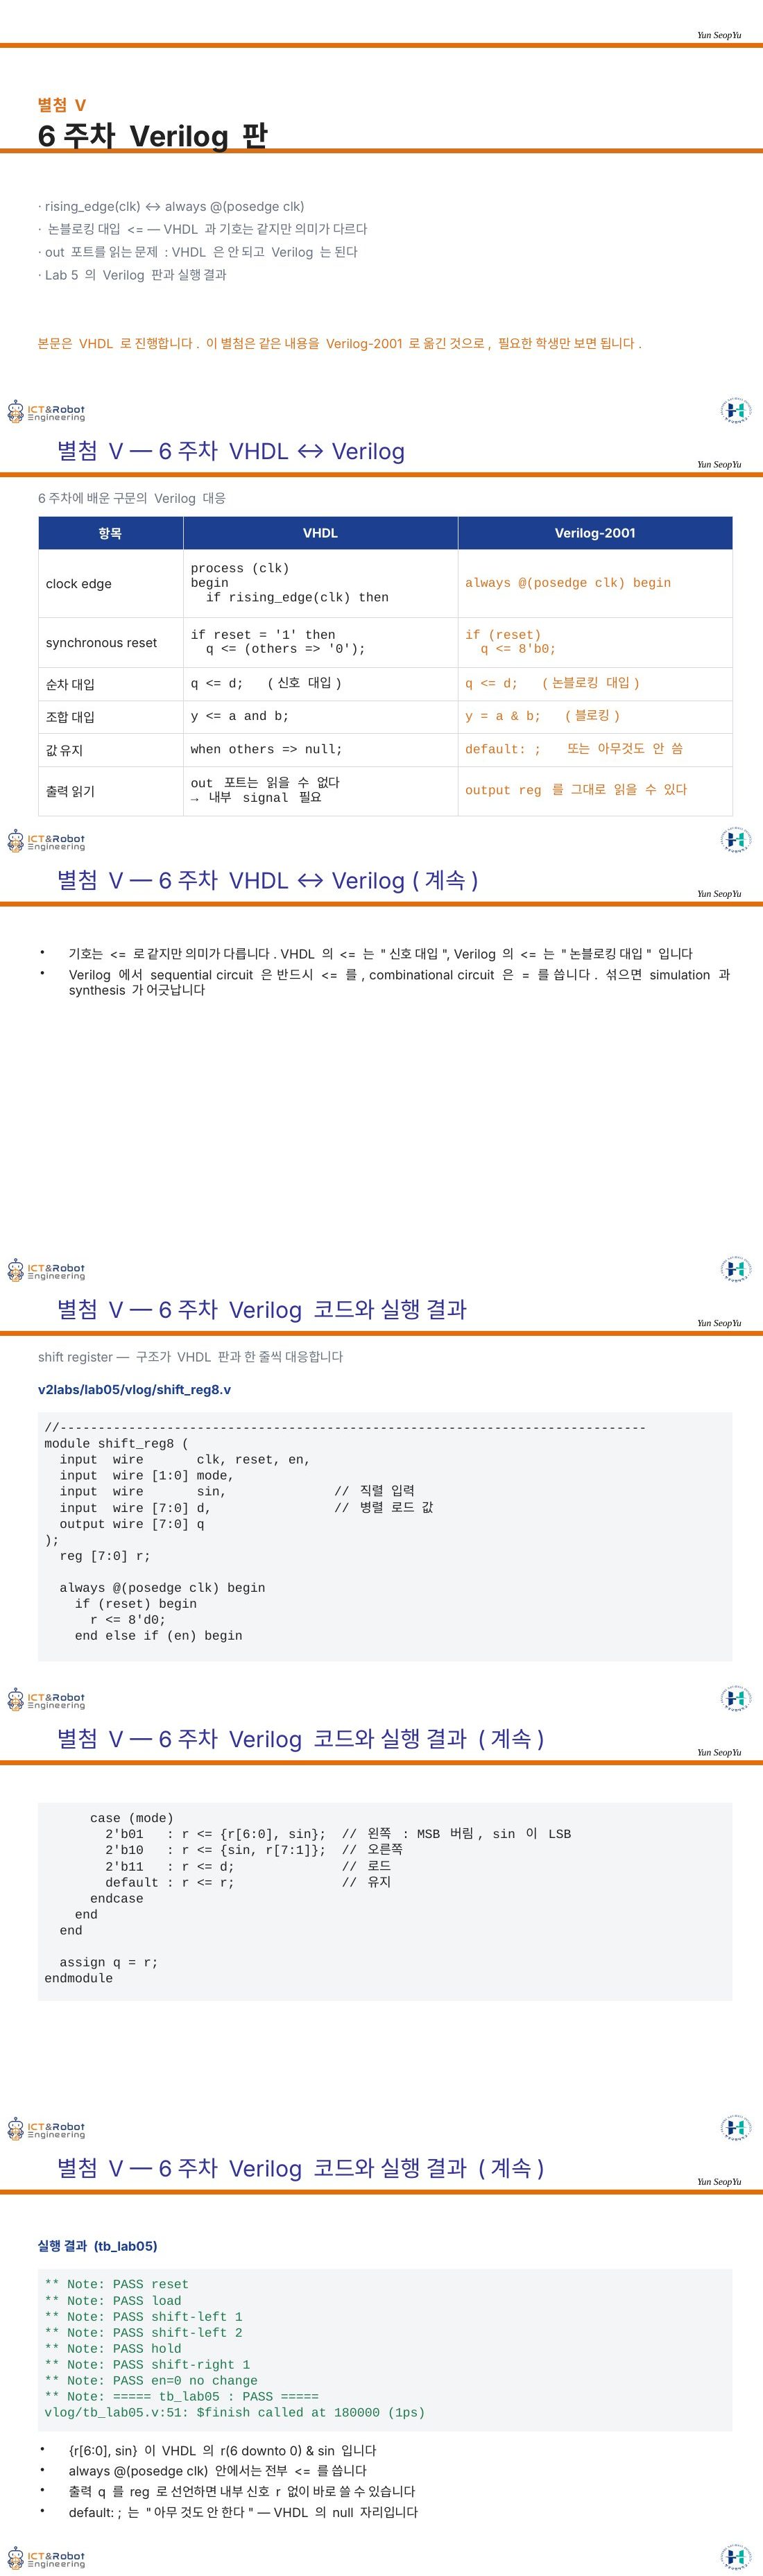 Yun SeopYu
별첨 V
6 주차 Verilog 판
· rising_edge(clk) ↔ always @(posedge clk)
· 논블로킹 대입 <= — VHDL 과 기호는 같지만 의미가 다르다
· out 포트를 읽는 문제 : VHDL 은 안 되고 Verilog 는 된다
· Lab 5 의 Verilog 판과 실행 결과
본문은 VHDL 로 진행합니다 . 이 별첨은 같은 내용을 Verilog-2001 로 옮긴 것으로 , 필요한 학생만 보면 됩니다 .
ICT&Robot
Engineering
별첨 V — 6 주차 VHDL ↔ Verilog
Yun SeopYu
6 주차에 배운 구문의 Verilog 대응
항목 VHDL Verilog-2001
clock edge
process (clk)
begin
  if rising_edge(clk) then
always @(posedge clk) begin
synchronous reset
if reset = '1' then
  q <= (others => '0');
if (reset)
  q <= 8'b0;
순차 대입 q <= d; ( 신호 대입 ) q <= d; ( 논블로킹 대입 )
조합 대입 y <= a and b; y = a & b; ( 블로킹 )
값 유지 when others => null; default: ; 또는 아무것도 안 씀
출력 읽기
out 포트는 읽을 수 없다
→ 내부 signal 필요
output reg 를 그대로 읽을 수 있다
ICT&Robot
Engineering
별첨 V — 6 주차 VHDL ↔ Verilog ( 계속 )
Yun SeopYu
• 기호는 <= 로 같지만 의미가 다릅니다 . VHDL 의 <= 는 " 신호 대입 ", Verilog 의 <= 는 " 논블로킹 대입 " 입니다
• Verilog 에서 sequential circuit 은 반드시 <= 를 , combinational circuit 은 = 를 씁니다 . 섞으면 simulation 과
synthesis 가 어긋납니다
ICT&Robot
Engineering
별첨 V — 6 주차 Verilog 코드와 실행 결과
Yun SeopYu
shift register — 구조가 VHDL 판과 한 줄씩 대응합니다
v2labs/lab05/vlog/shift_reg8.v
//-----------------------------------------------------------------------------
module shift_reg8 (
  input  wire       clk, reset, en,
  input  wire [1:0] mode,
  input  wire       sin,              // 직렬 입력
  input  wire [7:0] d,                // 병렬 로드 값
  output wire [7:0] q
);
  reg [7:0] r;
  always @(posedge clk) begin
    if (reset) begin
      r <= 8'd0;
    end else if (en) begin
ICT&Robot
Engineering
별첨 V — 6 주차 Verilog 코드와 실행 결과 ( 계속 )
Yun SeopYu
      case (mode)
        2'b01   : r <= {r[6:0], sin};  // 왼쪽 : MSB 버림 , sin 이 LSB
        2'b10   : r <= {sin, r[7:1]};  // 오른쪽
        2'b11   : r <= d;              // 로드
        default : r <= r;              // 유지
      endcase
    end
  end
  assign q = r;
endmodule
ICT&Robot
Engineering
별첨 V — 6 주차 Verilog 코드와 실행 결과 ( 계속 )
Yun SeopYu
실행 결과 (tb_lab05)
** Note: PASS reset
** Note: PASS load
** Note: PASS shift-left 1
** Note: PASS shift-left 2
** Note: PASS hold
** Note: PASS shift-right 1
** Note: PASS en=0 no change
** Note: ===== tb_lab05 : PASS =====
vlog/tb_lab05.v:51: $finish called at 180000 (1ps)
• {r[6:0], sin} 이 VHDL 의 r(6 downto 0) & sin 입니다
• always @(posedge clk) 안에서는 전부 <= 를 씁니다
• 출력 q 를 reg 로 선언하면 내부 신호 r 없이 바로 쓸 수 있습니다
• default: ; 는 " 아무 것도 안 한다 " — VHDL 의 null 자리입니다
ICT&Robot
Engineering